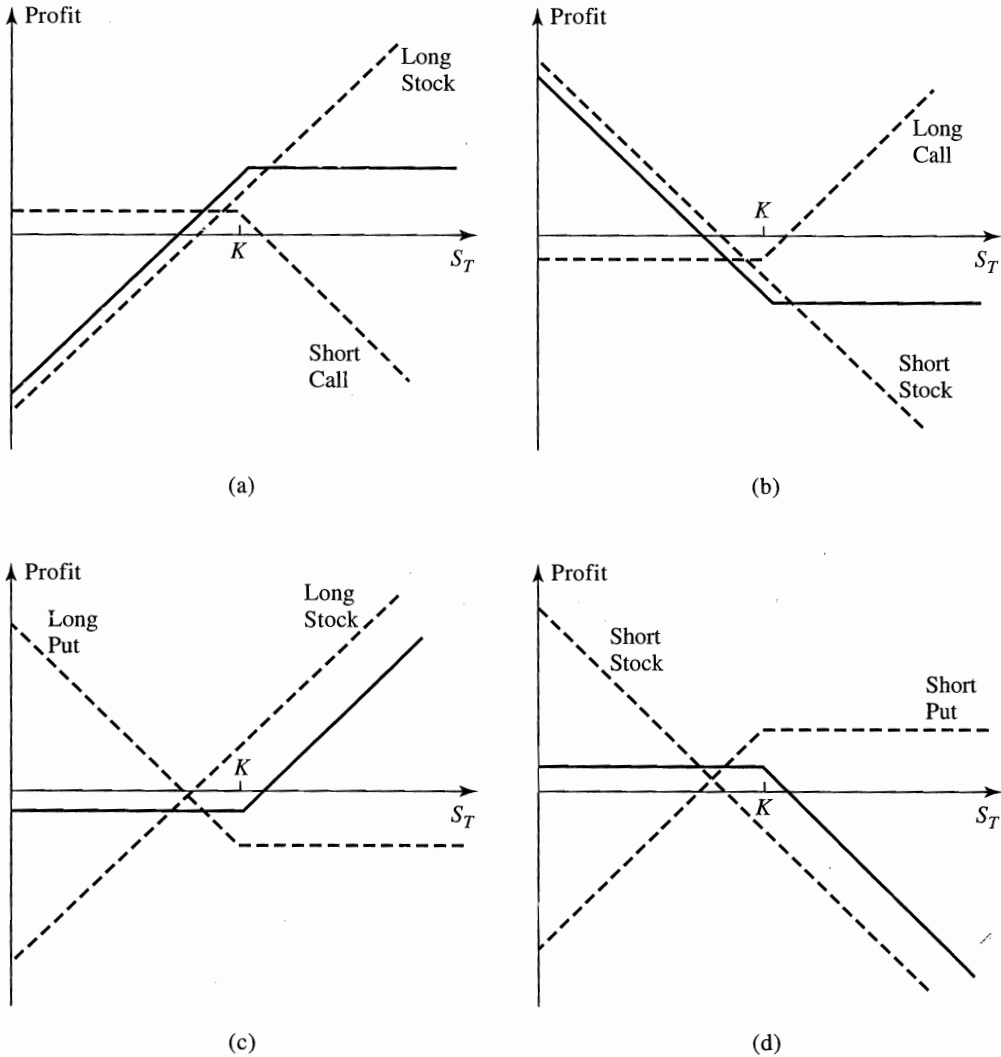 Profit
Long
Stock
K
S_T
Short
Call
(a)
Profit
Long
Call
K
S_T
Short
Stock
(b)
Profit
Long
Put
Long
Stock
K
S_T
(c)
Profit
Short
Stock
Short
Put
K
S_T
(d)